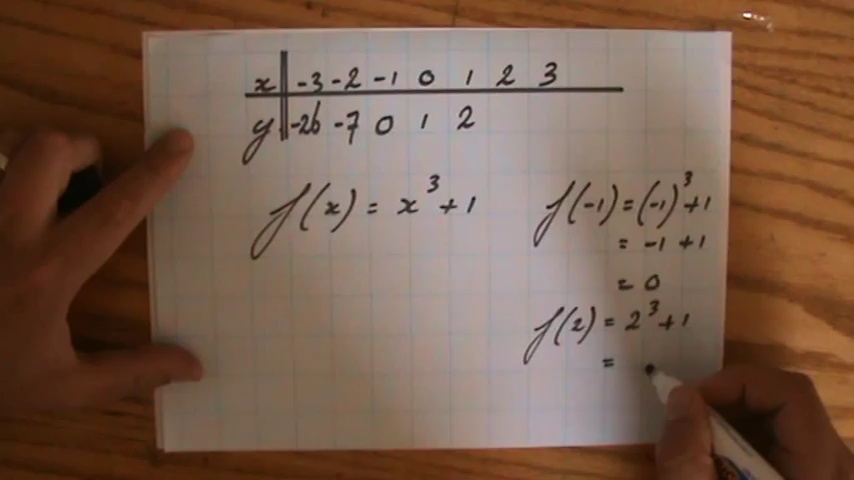 x -3 -2 -1 0 1 2 3
y -26 -7 0 1 2
f(x) = x³ + 1
f(-1) = (-1)³ + 1
= -1 + 1
= 0
f(2) = 2³ + 1
=